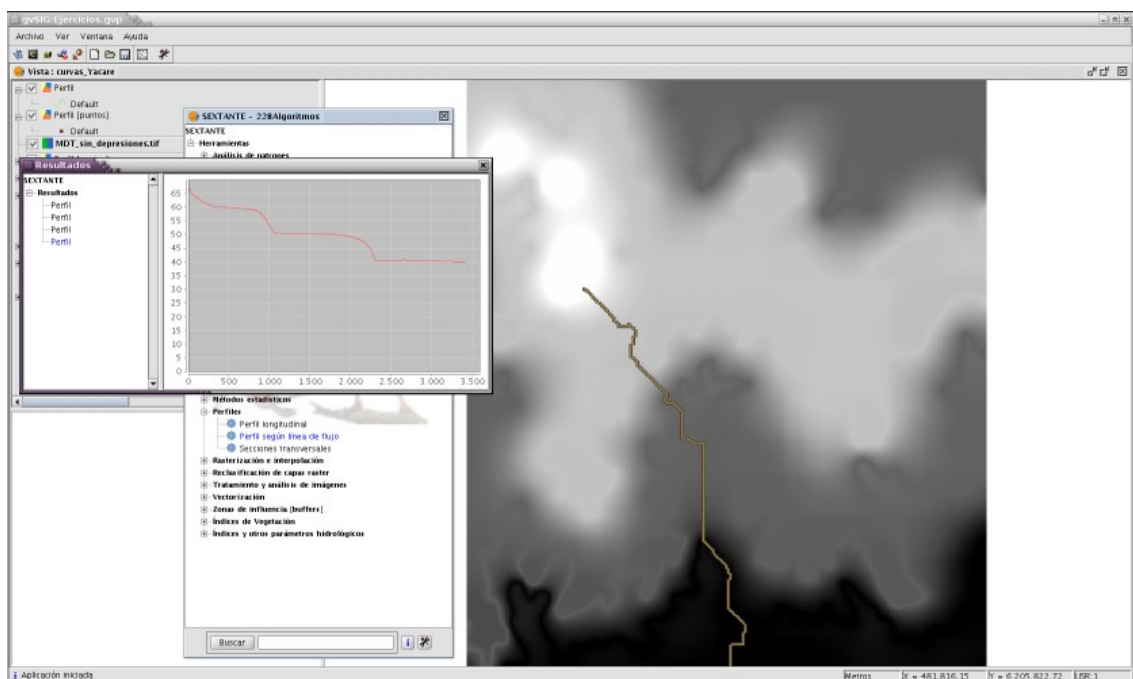 gvSIG:Ejercicios.gvp
Archivo Ver Ventana Ayuda
Vista : curvas_Yacare
Perfil
Default
Perfil [puntos]
Default
MDT_sin_depresiones.tif
SEXTANTE - 228Algoritmos
SEXTANTE
Herramientas
Análisis de patrones
Resultados
SEXTANTE
Resultados
Perfil
Perfil
Perfil
Perfil
65
60
55
50
45
40
35
30
25
20
15
10
5
0
0 500 1.000 1.500 2.000 2.500 3.000 3.500
Métodos estadísticos
Perfiles
Perfil longitudinal
Perfil según línea de flujo
Secciones transversales
Rasterización e interpolación
Reclasificación de capas raster
Tratamiento y análisis de imágenes
Vectorización
Zonas de influencia [buffers]
Índices de Vegetación
Índices y otros parámetros hidrológicos
Buscar
i
i Aplicación iniciada.
Metros X = 481.816,15 Y = 6.205.822,72